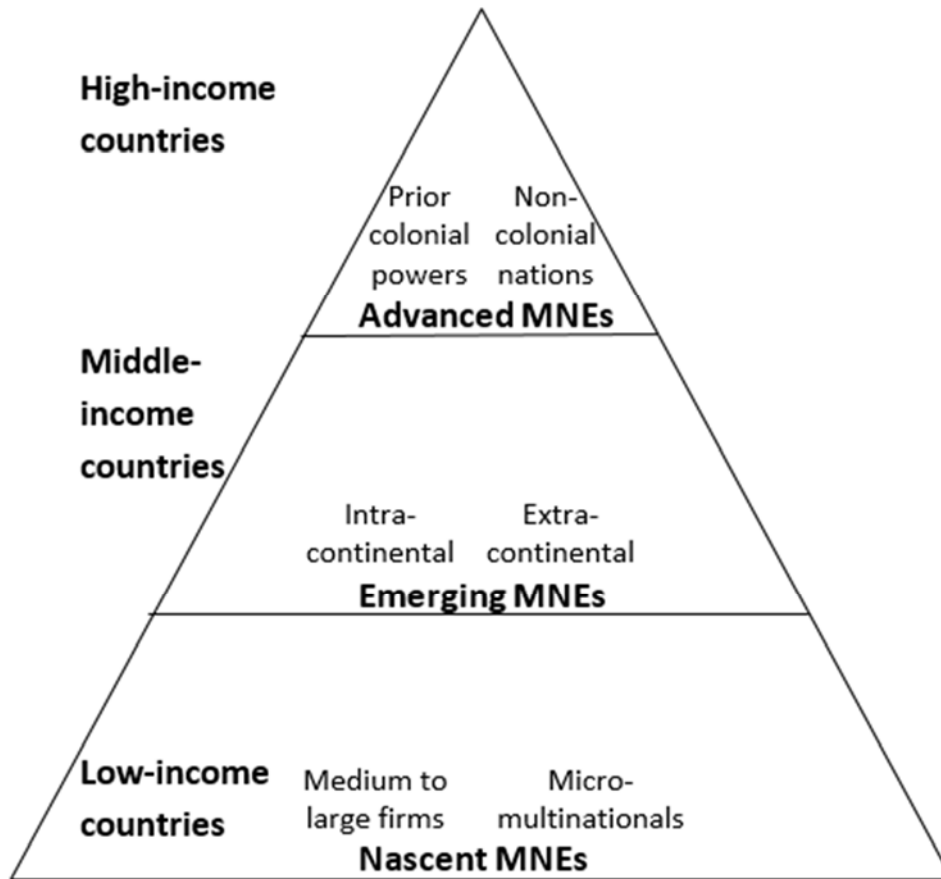 High-income
countries
Prior
colonial
powers
Non-
colonial
nations
Advanced MNEs
Middle-
income
countries
Intra-
continental
Extra-
continental
Emerging MNEs
Low-income
countries
Medium to
large firms
Micro-
multinationals
Nascent MNEs